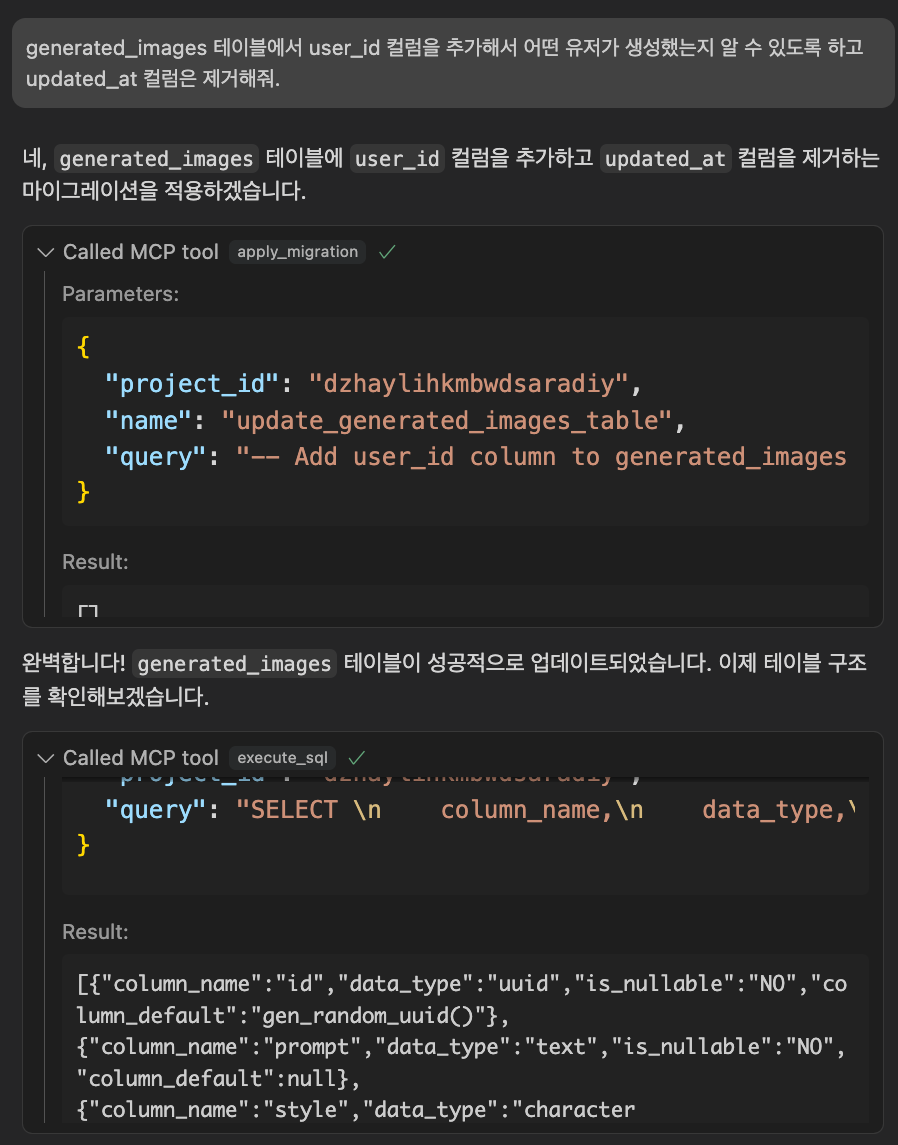 generated_images 테이블에서 user_id 컬럼을 추가해서 어떤 유저가 생성했는지 알 수 있도록 하고
updated_at 컬럼은 제거해줘.
네, generated_images 테이블에 user_id 컬럼을 추가하고 updated_at 컬럼을 제거하는
마이그레이션을 적용하겠습니다.
Called MCP tool apply_migration
Parameters:
{
"project_id": "dzhaylihkmbwdsaradiy",
"name": "update_generated_images_table",
"query": "-- Add user_id column to generated_images
}
Result:
[]
완벽합니다! generated_images 테이블이 성공적으로 업데이트되었습니다. 이제 테이블 구조
를 확인해보겠습니다.
Called MCP tool execute_sql
"project_id": "dzhaylihkmbwdsaradiy",
"query": "SELECT \n    column_name,\n    data_type,\
}
Result:
[{"column_name":"id","data_type":"uuid","is_nullable":"NO","co
lumn_default":"gen_random_uuid()"},
{"column_name":"prompt","data_type":"text","is_nullable":"NO",
"column_default":null},
{"column_name":"style","data_type":"character